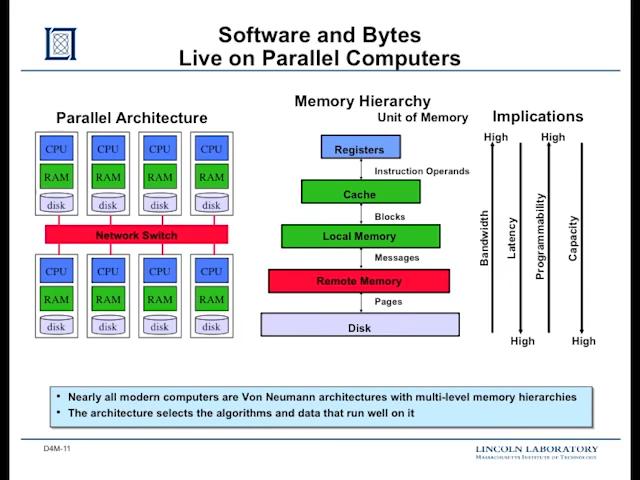 Software and Bytes
Live on Parallel Computers
Parallel Architecture
CPU CPU CPU CPU
RAM RAM RAM RAM
disk disk disk disk
Network Switch
CPU CPU CPU CPU
RAM RAM RAM RAM
disk disk disk disk
Memory Hierarchy
Unit of Memory
Registers
Instruction Operands
Cache
Blocks
Local Memory
Messages
Remote Memory
Pages
Disk
Implications
High High
Bandwidth
Latency
Programmability
Capacity
High High
• Nearly all modern computers are Von Neumann architectures with multi-level memory hierarchies
• The architecture selects the algorithms and data that run well on it
D4M-11
LINCOLN LABORATORY
MASSACHUSETTS INSTITUTE OF TECHNOLOGY